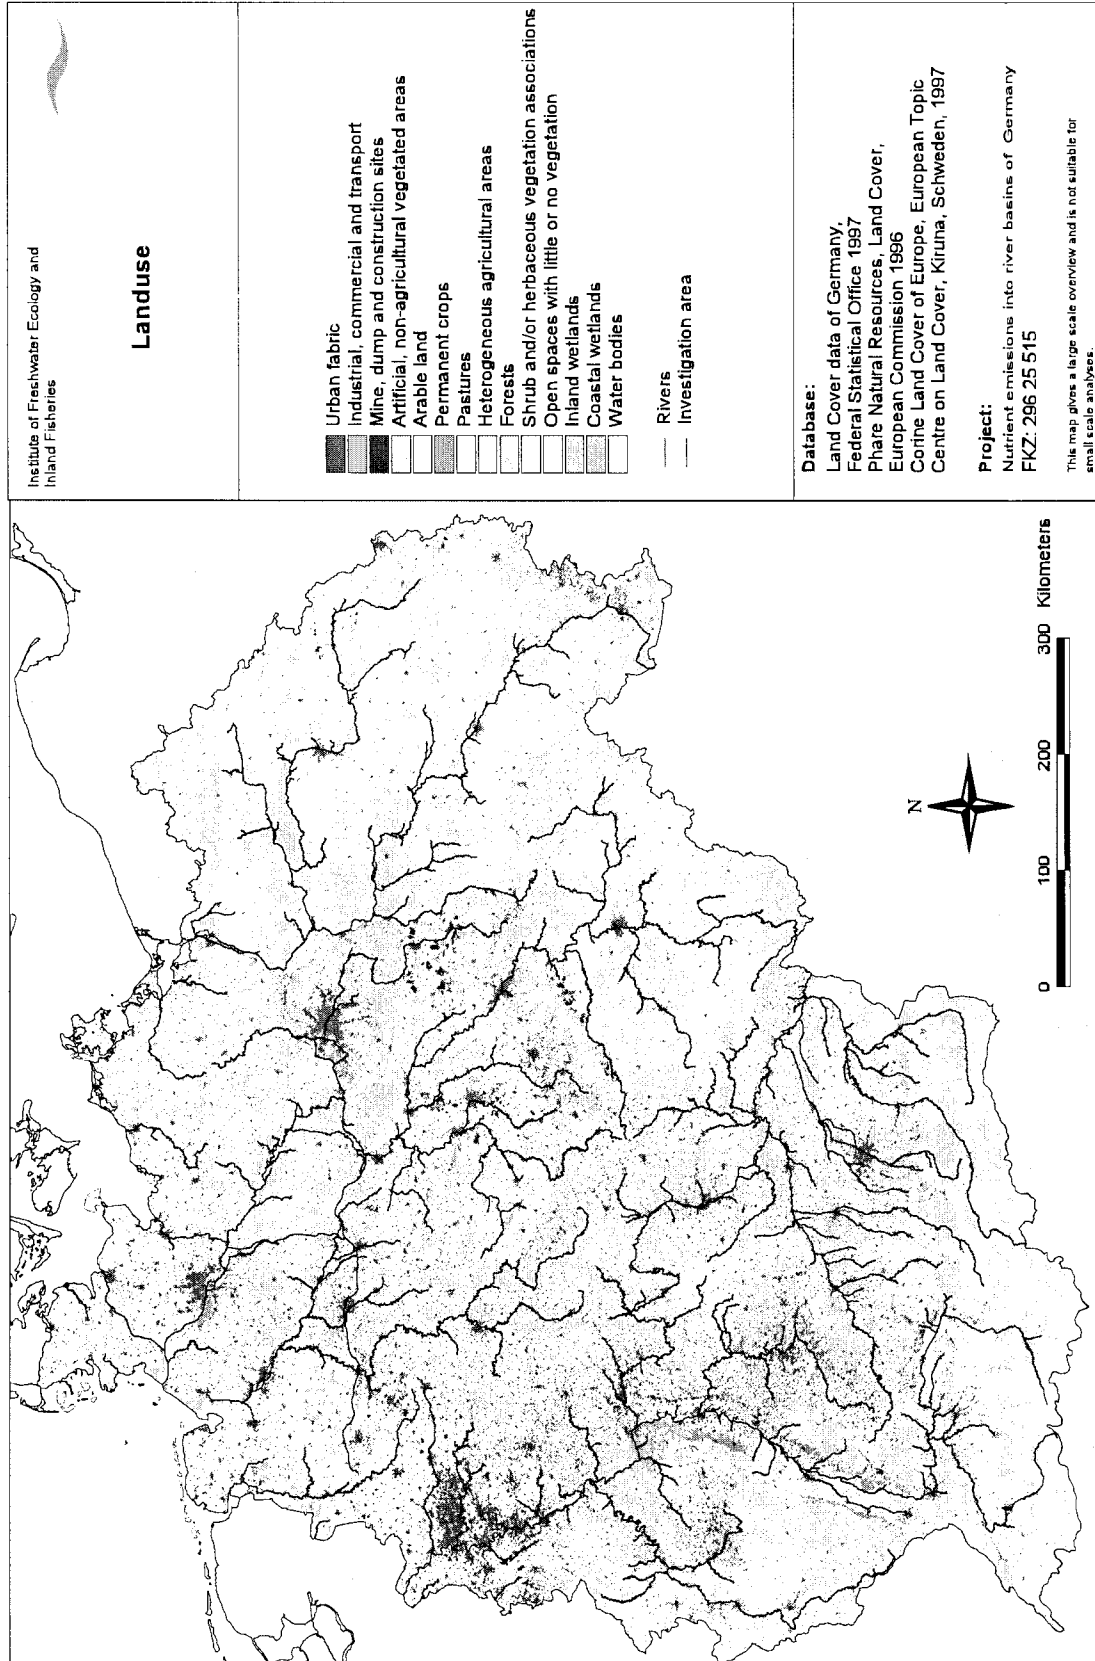 Institute of Freshwater Ecology and
Inland Fisheries
Landuse
Urban fabric
Industrial, commercial and transport
Mine, dump and construction sites
Artificial, non-agricultural vegetated areas
Arable land
Permanent crops
Pastures
Heterogeneous agricultural areas
Forests
Shrub and/or herbaceous vegetation associations
Open spaces with little or no vegetation
Inland wetlands
Coastal wetlands
Water bodies
Rivers
Investigation area
Database:
Land Cover data of Germany,
Federal Statistical Office 1997
Phare Natural Resources, Land Cover,
European Commission 1996
Corine Land Cover of Europe, European Topic
Centre on Land Cover, Kiruna, Schweden, 1997
Project:
Nutrient emissions into river basins of Germany
FKZ: 296 25 515
This map gives a large scale overview and is not suitable for
small scale analyses.
N
0 100 200 300 Kilometers